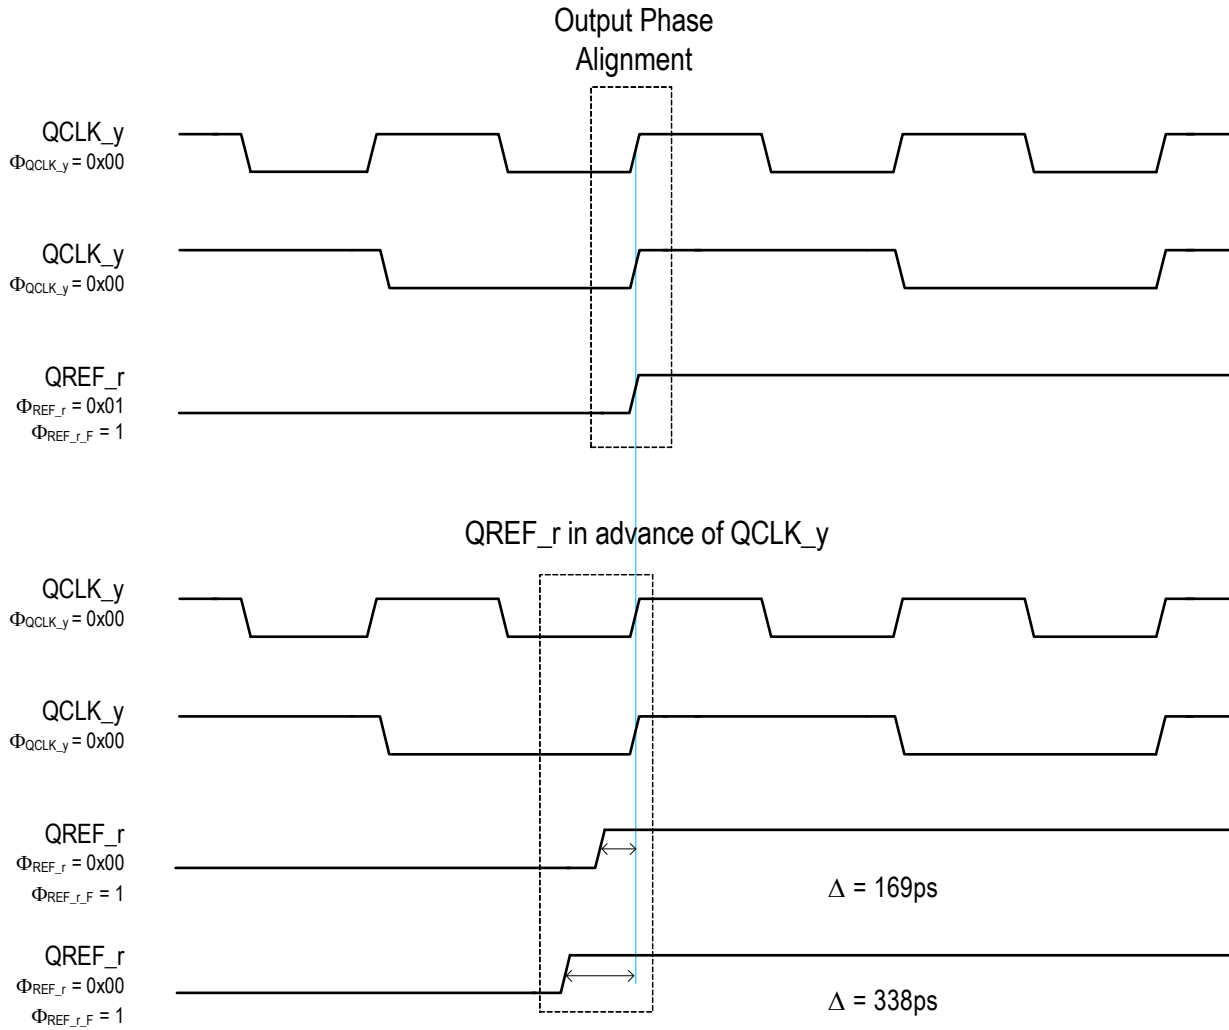 Output Phase
Alignment
QCLK_y
ΦQCLK_y = 0x00
QCLK_y
ΦQCLK_y = 0x00
QREF_r
ΦREF_r = 0x01
ΦREF_r_F = 1
QREF_r in advance of QCLK_y
QCLK_y
ΦQCLK_y = 0x00
QCLK_y
ΦQCLK_y = 0x00
QREF_r
ΦREF_r = 0x00
ΦREF_r_F = 1
Δ = 169ps
QREF_r
ΦREF_r = 0x00
ΦREF_r_F = 1
Δ = 338ps